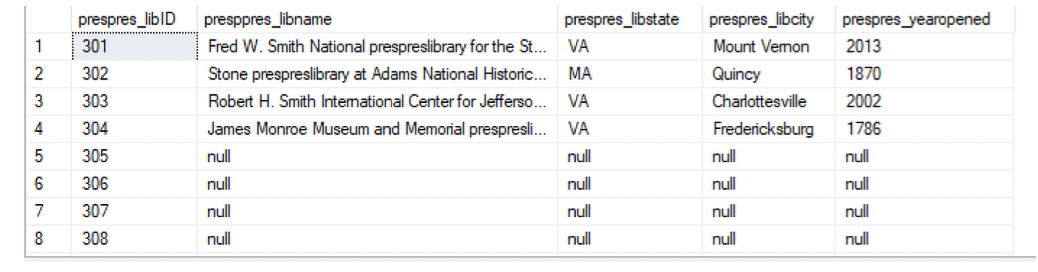 prespres_libID presppres_libname prespres_libstate prespres_libcity prespres_yearopened
1 301 Fred W. Smith National prespreslibrary for the St... VA Mount Vernon 2013
2 302 Stone prespreslibrary at Adams National Historic... MA Quincy 1870
3 303 Robert H. Smith International Center for Jefferso... VA Charlottesville 2002
4 304 James Monroe Museum and Memorial prespresli... VA Fredericksburg 1786
5 305 null null null null
6 306 null null null null
7 307 null null null null
8 308 null null null null